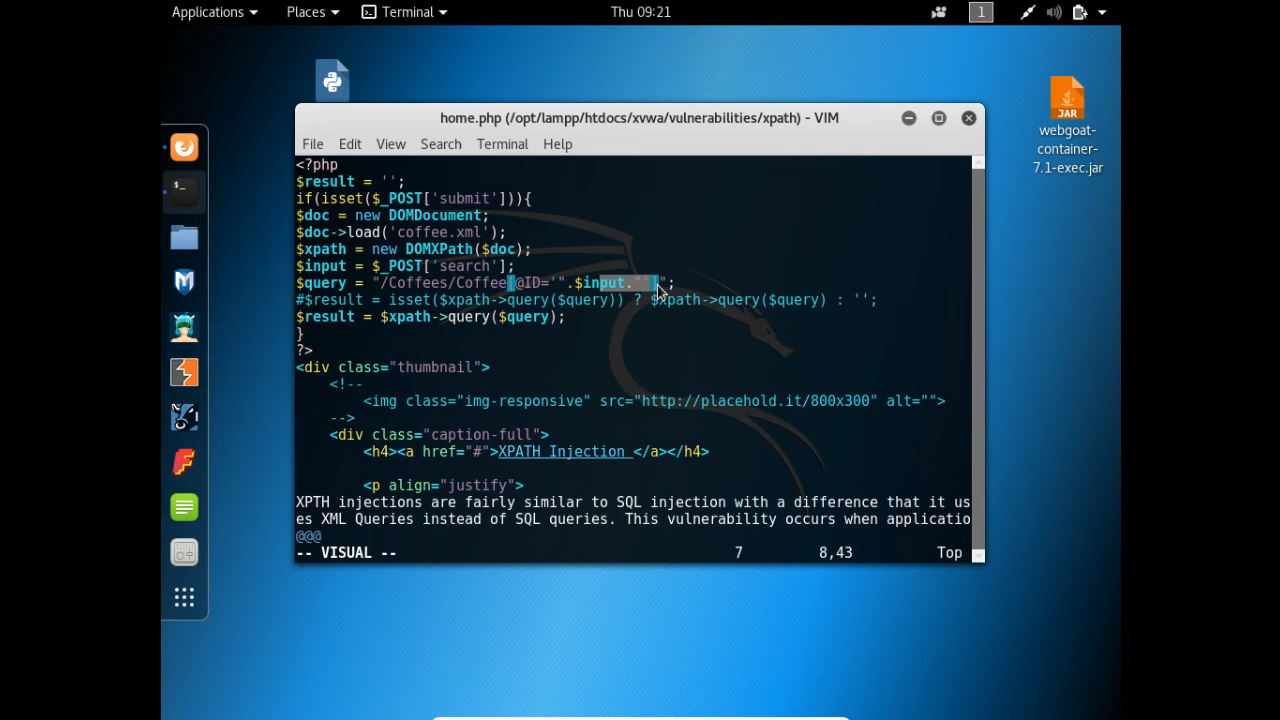 Applications Places Terminal Thu 09:21 1
home.php (/opt/lampp/htdocs/xvwa/vulnerabilities/xpath) - VIM
File Edit View Search Terminal Help
<?php
$result = '';
if(isset($_POST['submit'])){
$doc = new DOMDocument;
$doc->load('coffee.xml');
$xpath = new DOMXPath($doc);
$input = $_POST['search'];
$query = "/Coffees/Coffee[@ID='".$input."']";
#$result = isset($xpath->query($query)) ? $xpath->query($query) : '';
$result = $xpath->query($query);
}
?>
<div class="thumbnail">
<!--
<img class="img-responsive" src="http://placehold.it/800x300" alt="">
-->
<div class="caption-full">
<h4><a href="#">XPATH Injection </a></h4>
<p align="justify">
XPTH injections are fairly similar to SQL injection with a difference that it us
es XML Queries instead of SQL queries. This vulnerability occurs when applicatio
@@@
-- VISUAL -- 7 8,43 Top
JAR
webgoat-
container-
7.1-exec.jar